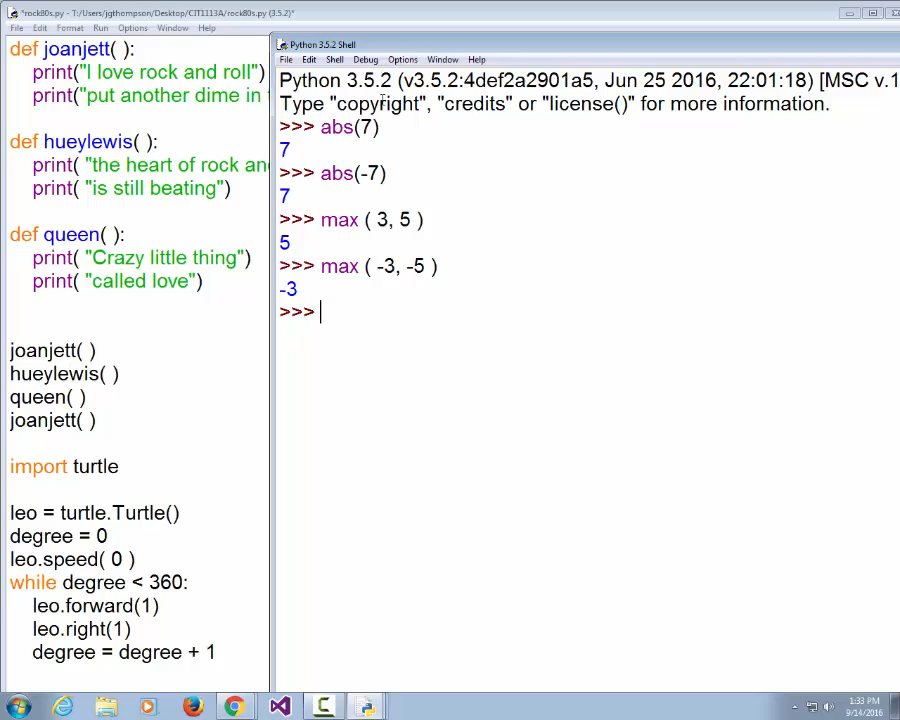 *rock80s.py - T:/Users/jgthompson/Desktop/CIT1113A/rock80s.py (3.5.2)*
File Edit Format Run Options Window Help
def joanjett( ):
print("I love rock and roll")
print("put another dime in t
def hueylewis( ):
print( "the heart of rock an
print( "is still beating")
def queen( ):
print( "Crazy little thing")
print( "called love")
joanjett( )
hueylewis( )
queen( )
joanjett( )
import turtle
leo = turtle.Turtle()
degree = 0
leo.speed( 0 )
while degree < 360:
leo.forward(1)
leo.right(1)
degree = degree + 1
Python 3.5.2 Shell
File Edit Shell Debug Options Window Help
Python 3.5.2 (v3.5.2:4def2a2901a5, Jun 25 2016, 22:01:18) [MSC v.1
Type "copyright", "credits" or "license()" for more information.
>>> abs(7)
7
>>> abs(-7)
7
>>> max ( 3, 5 )
5
>>> max ( -3, -5 )
-3
>>>
1:33 PM
9/14/2016